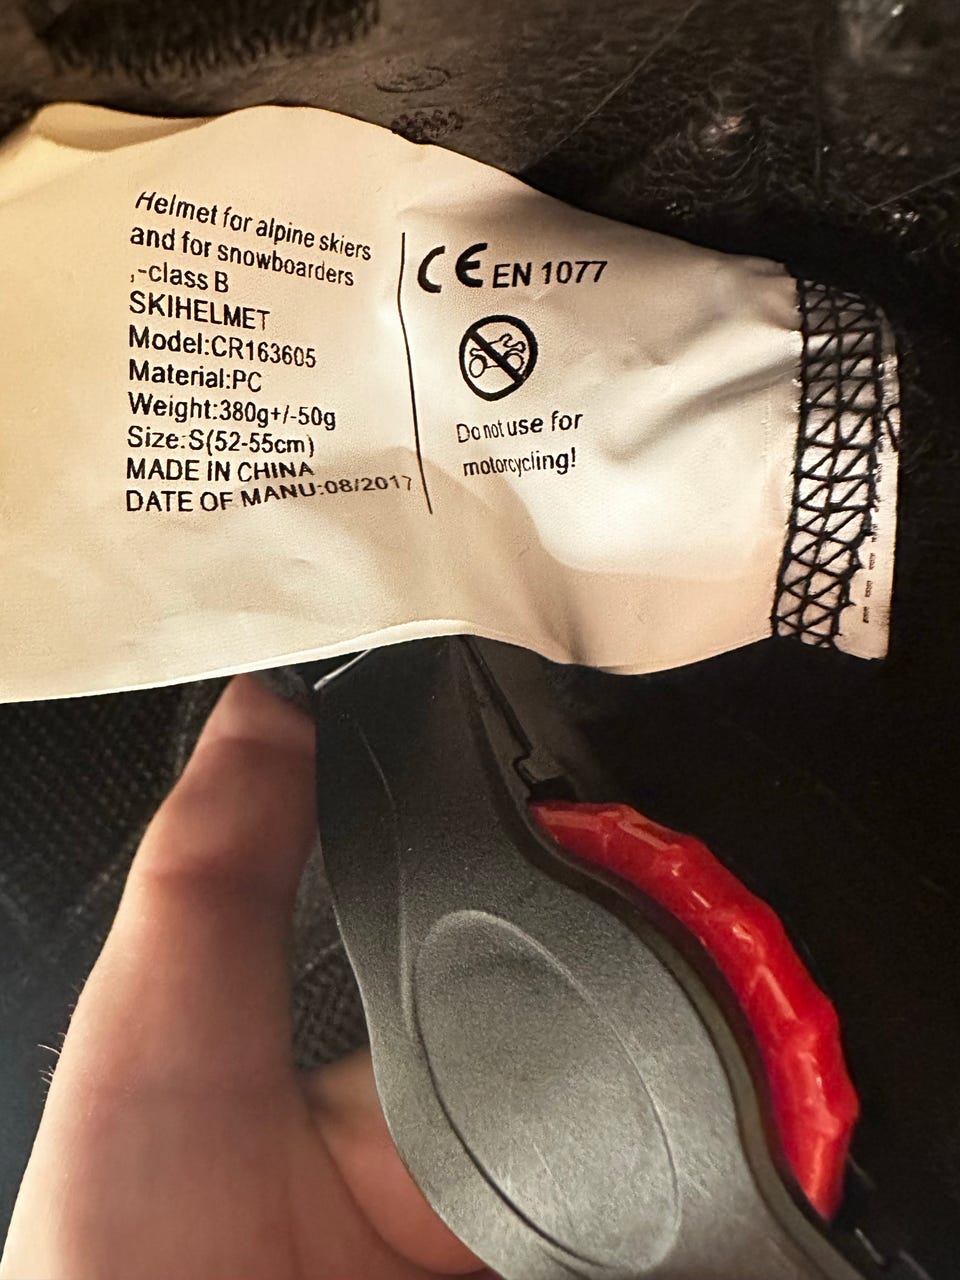 Helmet for alpine skiers
and for snowboarders
,-class B
SKIHELMET
Model:CR163605
Material:PC
Weight:380g+/-50g
Size:S(52-55cm)
MADE IN CHINA
DATE OF MANU:08/2017
CE EN 1077
Do not use for
motorcycling!